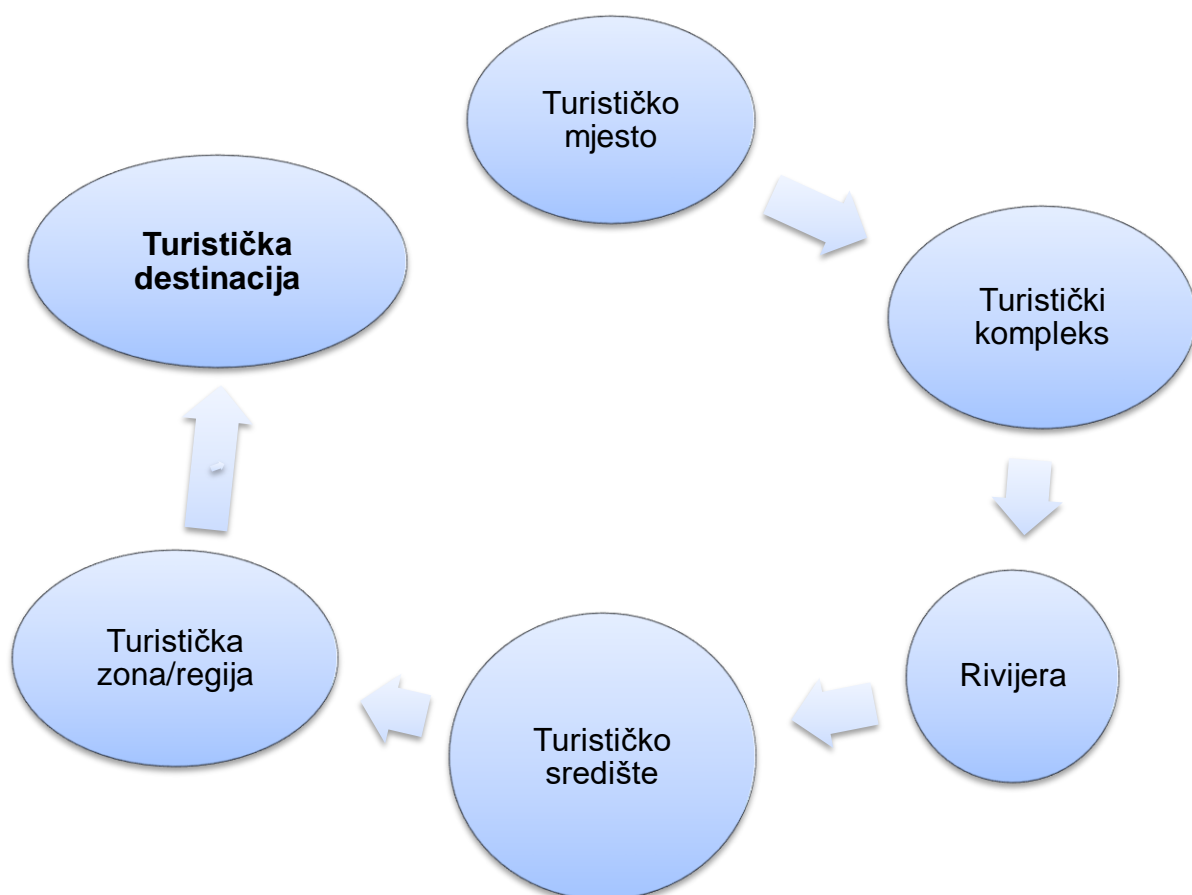 Turističko
mjesto
Turistički
kompleks
Rivijera
Turističko
središte
Turistička
zona/regija
Turistička
destinacija